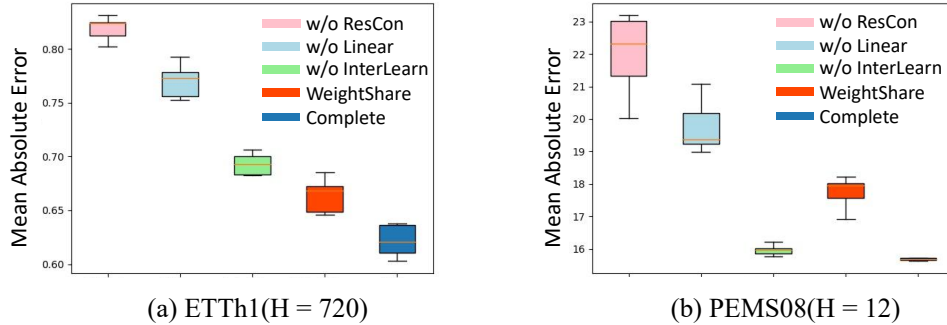 Mean Absolute Error
0.80
0.75
0.70
0.65
0.60
w/o ResCon
w/o Linear
w/o InterLearn
WeightShare
Complete
(a) ETTh1(H = 720)
Mean Absolute Error
23
22
21
20
19
18
17
16
w/o ResCon
w/o Linear
w/o InterLearn
WeightShare
Complete
(b) PEMS08(H = 12)